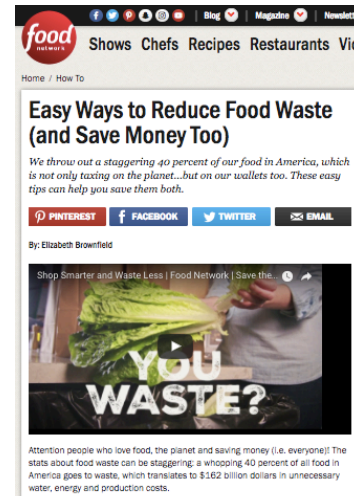 food
network
Blog
Magazine
Newslett
Shows Chefs Recipes Restaurants Vi
Home / How To
Easy Ways to Reduce Food Waste
(and Save Money Too)
We throw out a staggering 40 percent of our food in America, which
is not only taxing on the planet...but on our wallets too. These easy
tips can help you save them both.
PINTEREST
FACEBOOK
TWITTER
EMAIL
By: Elizabeth Brownfield
Shop Smarter and Waste Less | Food Network | Save the...
YOU
WASTE?
Attention people who love food, the planet and saving money (i.e. everyone)! The
stats about food waste can be staggering: a whopping 40 percent of all food in
America goes to waste, which translates to $162 billion dollars in unnecessary
water, energy and production costs.